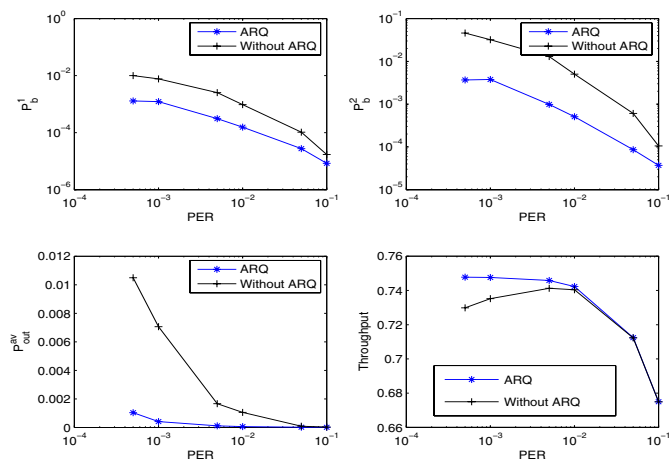 10^0
10^-2
10^-4
10^-6
P_b^1
ARQ
Without ARQ
10^-4
10^-3
10^-2
10^-1
PER
10^-1
10^-2
10^-3
10^-4
10^-5
P_b^2
ARQ
Without ARQ
10^-4
10^-3
10^-2
10^-1
PER
0.012
0.01
0.008
0.006
0.004
0.002
0
P_out^av
ARQ
Without ARQ
10^-4
10^-3
10^-2
10^-1
PER
0.76
0.74
0.72
0.7
0.68
0.66
Throughput
ARQ
Without ARQ
10^-4
10^-3
10^-2
10^-1
PER